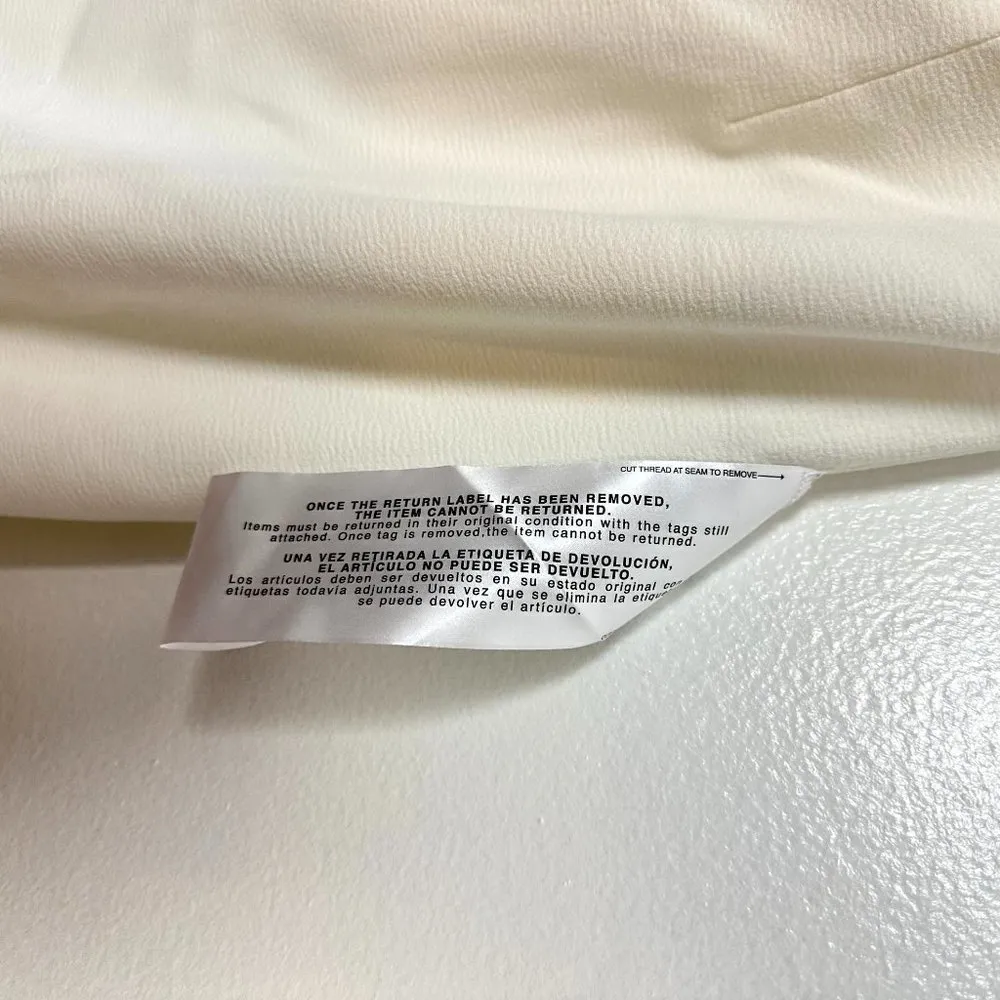 CUT THREAD AT SEAM TO REMOVE
ONCE THE RETURN LABEL HAS BEEN REMOVED,
THE ITEM CANNOT BE RETURNED.
Items must be returned in their original condition with the tags still
attached. Once tag is removed,the item cannot be returned.
UNA VEZ RETIRADA LA ETIQUETA DE DEVOLUCIÓN,
EL ARTÍCULO NO PUEDE SER DEVUELTO.
Los artículos deben ser devueltos en su estado original
etiquetas todavía adjuntas. Una vez que se elimina la
se puede devolver el artículo.